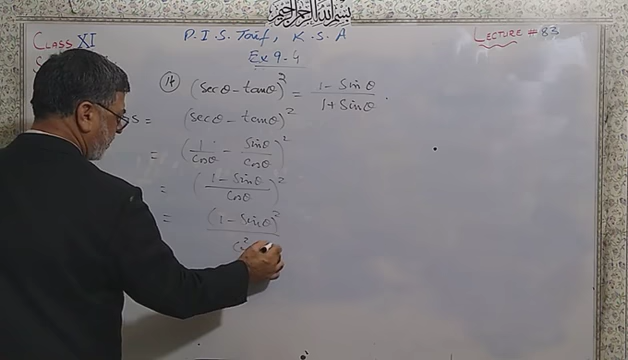 بسم الله الرحمن الرحيم
CLASS XI P.I.S. Taif, K.S.A LECTURE # 83
Ex 9.4
14 (secθ - tanθ)² = 1 - Sinθ / 1 + Sinθ .
S = (secθ - tanθ)²
= (1/Cosθ - Sinθ/Cosθ)²
= (1 - Sinθ / Cosθ)²
= (1 - Sinθ)² /